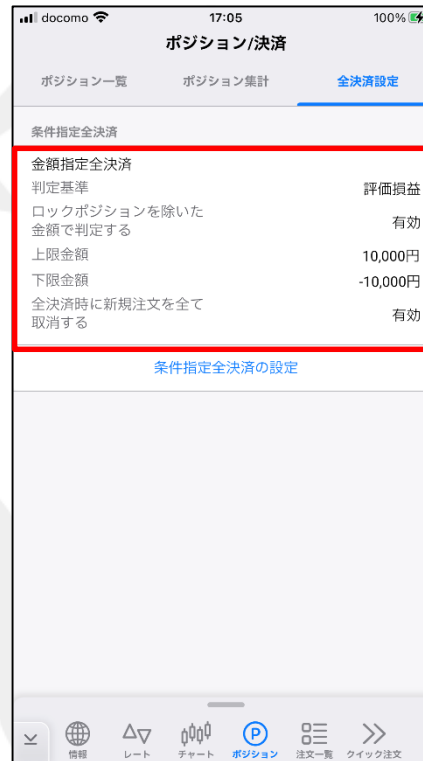 docomo 17:05 100%
ポジション/決済
ポジション一覧 ポジション集計 全決済設定
条件指定全決済
金額指定全決済
判定基準 評価損益
ロックポジションを除いた
金額で判定する 有効
上限金額 10,000円
下限金額 -10,000円
全決済時に新規注文を全て
取消する 有効
条件指定全決済の設定
P
情報 レート チャート ポジション 注文一覧 クイック注文